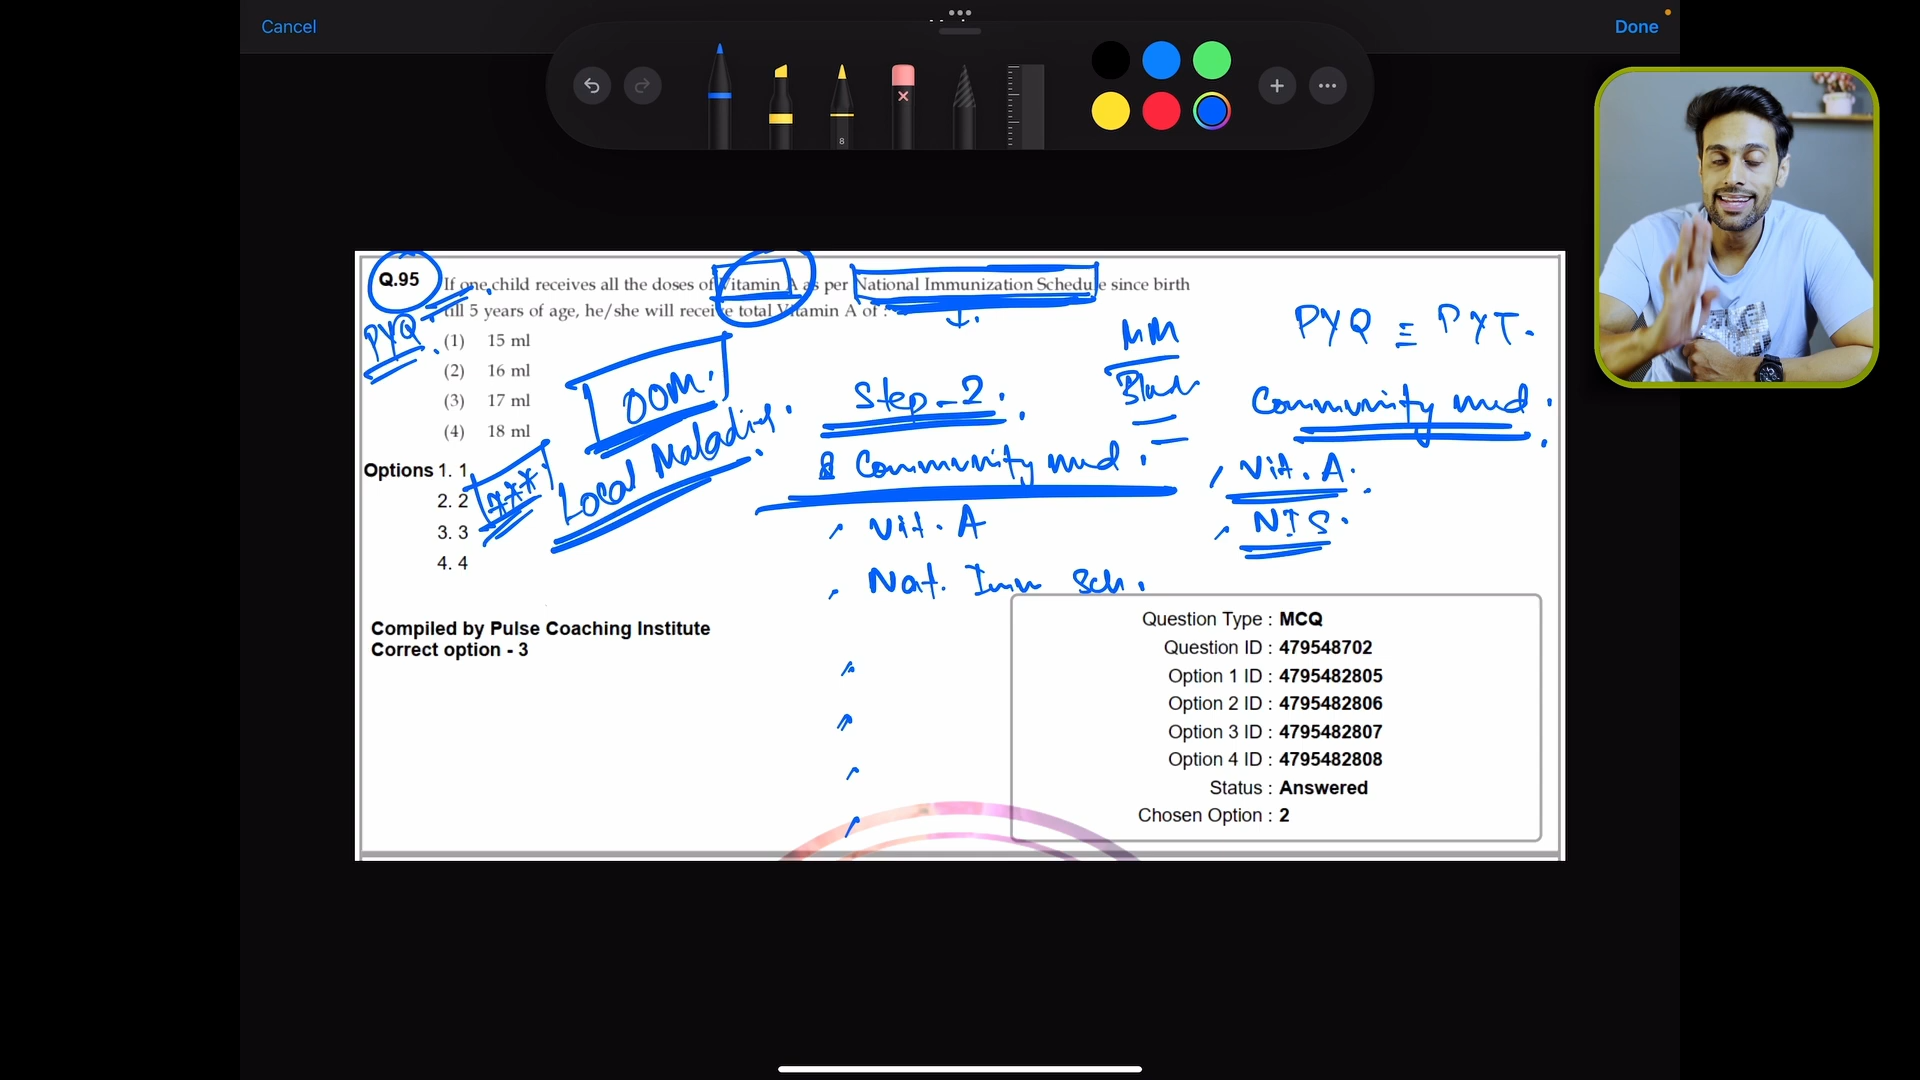 Cancel
Done
8
Q.95 If one child receives all the doses of Vitamin A as per National Immunization Schedule since birth
till 5 years of age, he/she will receive total Vitamin A of :
PYQ
(1) 15 ml
(2) 16 ml
(3) 17 ml
(4) 18 ml
Options 1. 1
2. 2
3. 3
4. 4
OOM.
Local Maladies.
Step-2.
Community med.
Vit. A
Nat. Imm Sch.
MM
PYQ = PYT.
Community med.
Vit. A.
NIS.
Compiled by Pulse Coaching Institute
Correct option - 3
Question Type : MCQ
Question ID : 479548702
Option 1 ID : 4795482805
Option 2 ID : 4795482806
Option 3 ID : 4795482807
Option 4 ID : 4795482808
Status : Answered
Chosen Option : 2